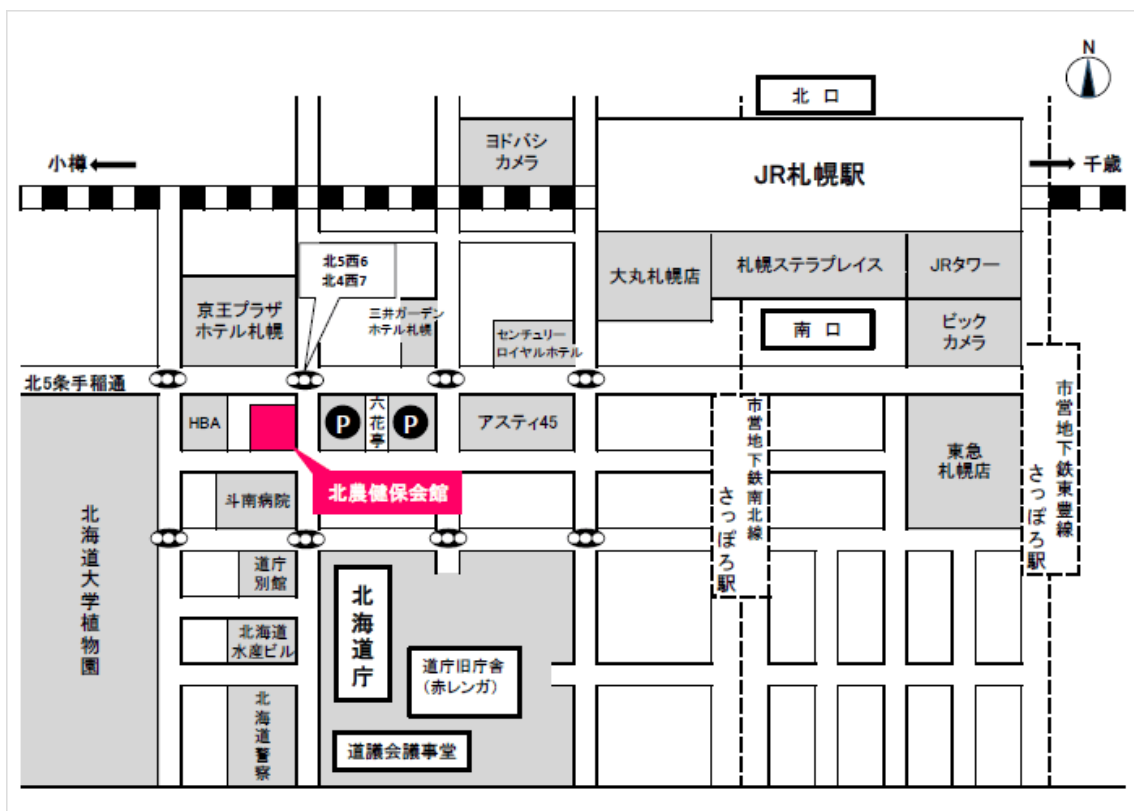 N
北 口
ヨドバシ
カメラ
小樽
JR札幌駅
千歳
北5西6
北4西7
大丸札幌店
札幌ステラプレイス
JRタワー
京王プラザ
ホテル札幌
三井ガーデン
ホテル札幌
センチュリー
ロイヤルホテル
南 口
ビック
カメラ
北5条手稲通
HBA
P
六花亭
P
アスティ45
市営地下鉄南北線
さっぽろ駅
東急
札幌店
市営地下鉄東豊線
さっぽろ駅
北農健保会館
斗南病院
北海道大学植物園
道庁
別館
北海道庁
北海道
水産ビル
道庁旧庁舎
(赤レンガ)
北海道警察
道議会議事堂